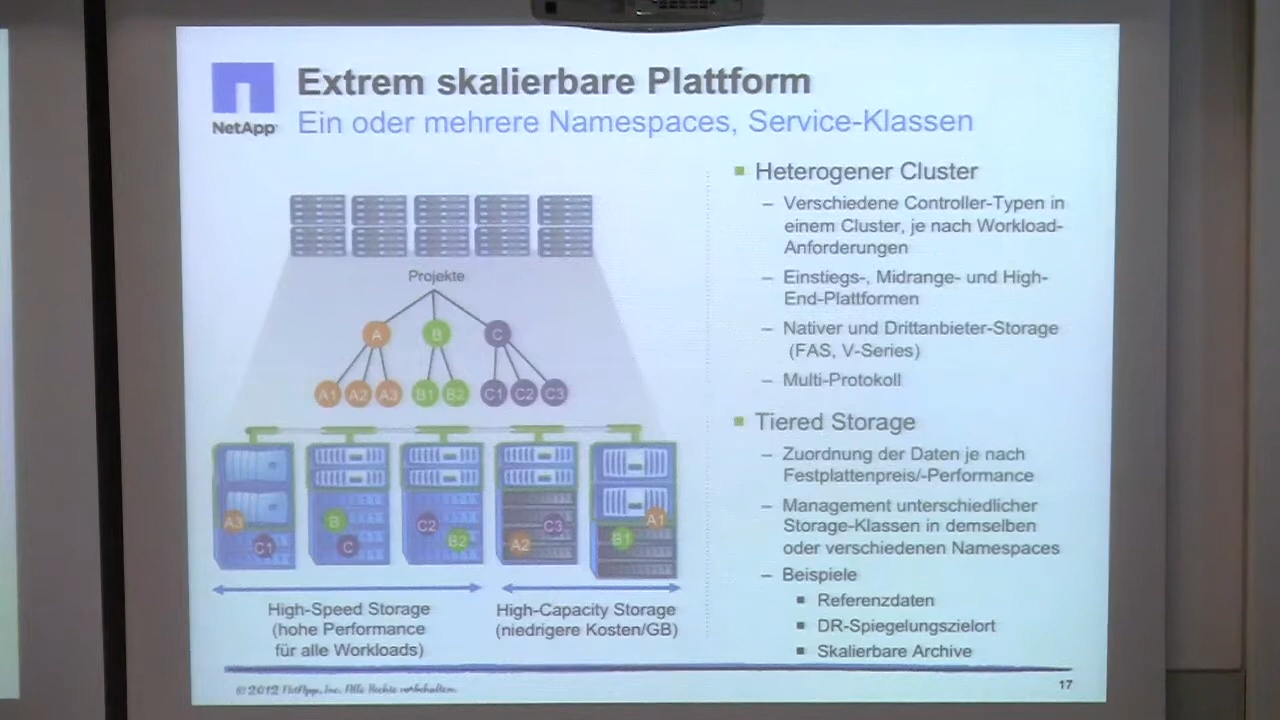 NetApp
Extrem skalierbare Plattform
Ein oder mehrere Namespaces, Service-Klassen
Projekte
A B C
A1 A2 A3 B1 B2 C1 C2 C3
A3 C1
B C
C2 B2
C3 A2
A1 B1
High-Speed Storage
(hohe Performance
für alle Workloads)
High-Capacity Storage
(niedrigere Kosten/GB)
Heterogener Cluster
– Verschiedene Controller-Typen in
einem Cluster, je nach Workload-
Anforderungen
– Einstiegs-, Midrange- und High-
End-Plattformen
– Nativer und Drittanbieter-Storage
(FAS, V-Series)
– Multi-Protokoll
Tiered Storage
– Zuordnung der Daten je nach
Festplattenpreis/-Performance
– Management unterschiedlicher
Storage-Klassen in demselben
oder verschiedenen Namespaces
– Beispiele
Referenzdaten
DR-Spiegelungszielort
Skalierbare Archive
© 2012 NetApp, Inc. Alle Rechte vorbehalten.
17